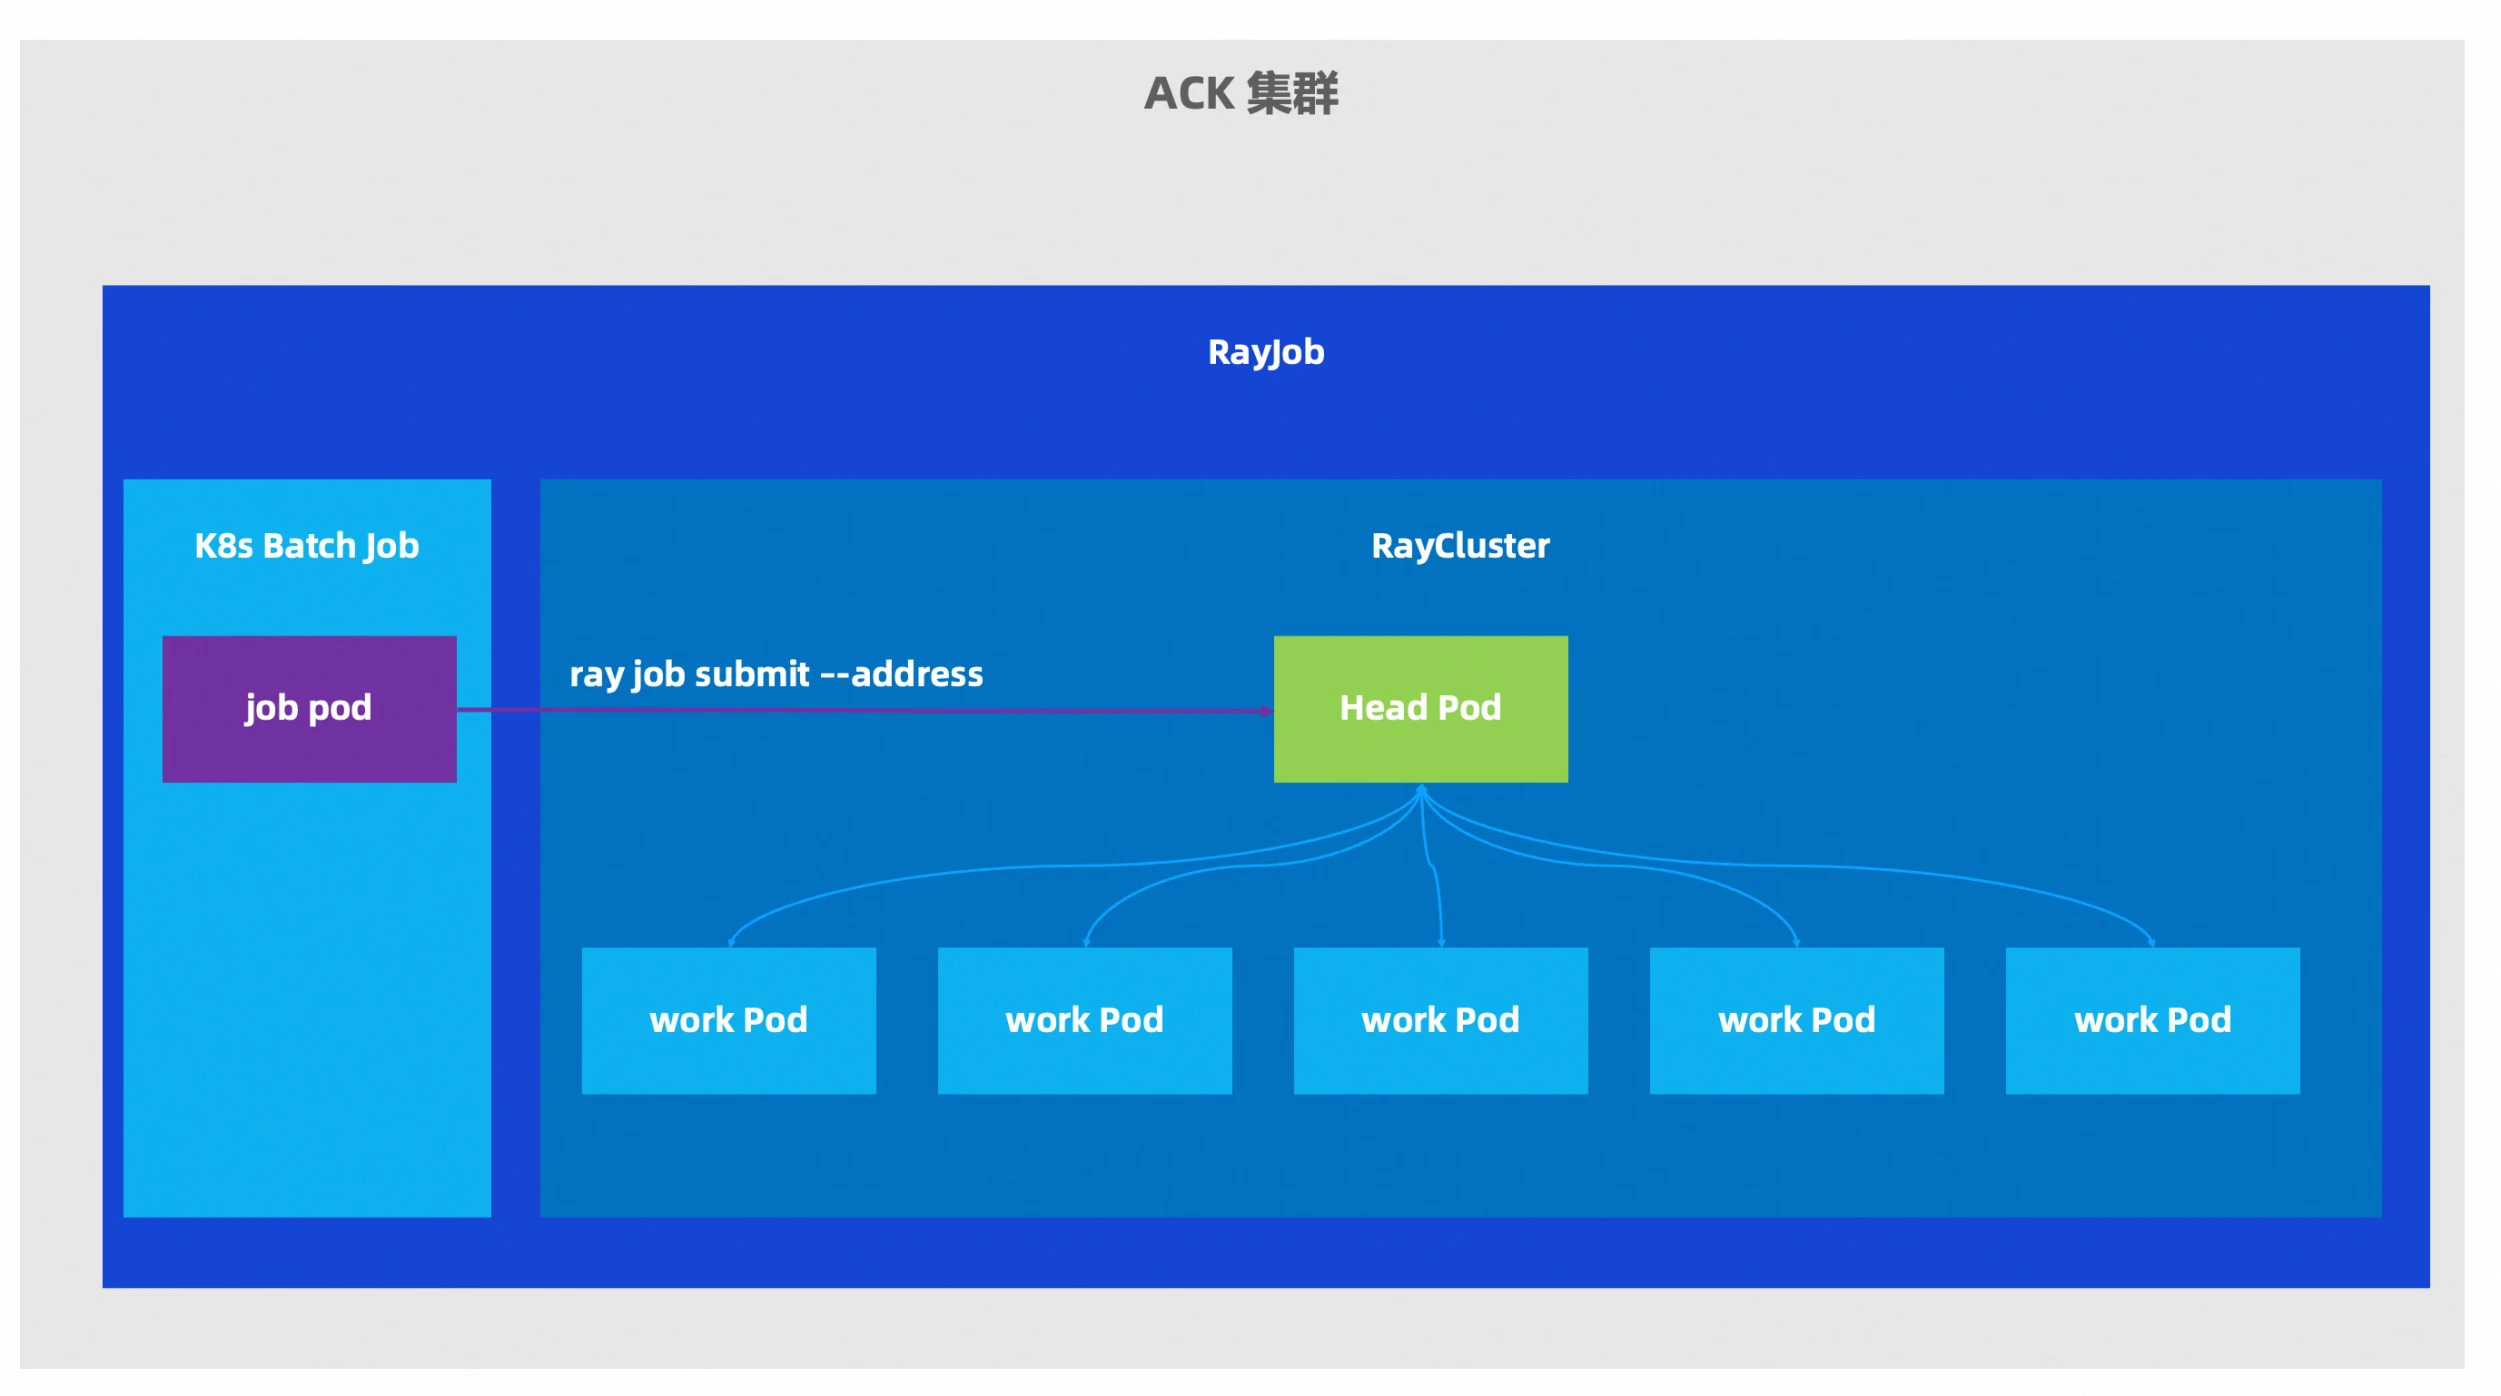 ACK 集群
RayJob
K8s Batch Job
RayCluster
ray job submit --address
job pod
Head Pod
work Pod
work Pod
work Pod
work Pod
work Pod